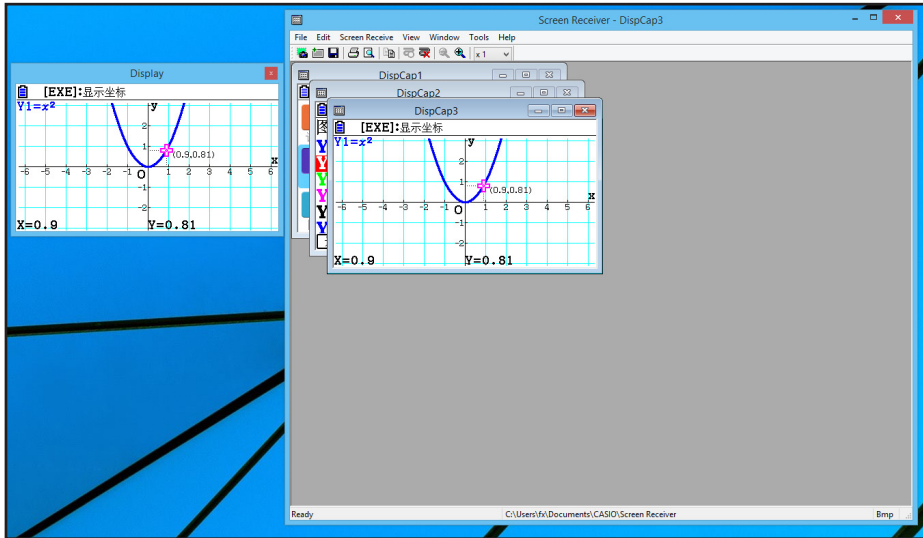 Screen Receiver - DispCap3
File Edit Screen Receive View Window Tools Help
x 1
Display
[EXE]:显示坐标
Y1=x²
y
2
1
(0.9,0.81)
x
-6 -5 -4 -3 -2 -1 O 1 2 3 4 5 6
-1
-2
X=0.9 Y=0.81
DispCap1
DispCap2
图
Y
Y
Y
Y
Y
Y
DispCap3
[EXE]:显示坐标
Y1=x²
y
2
1
(0.9,0.81)
x
-6 -5 -4 -3 -2 -1 O 1 2 3 4 5 6
-1
-2
X=0.9 Y=0.81
Ready C:\Users\fx\Documents\CASIO\Screen Receiver Bmp